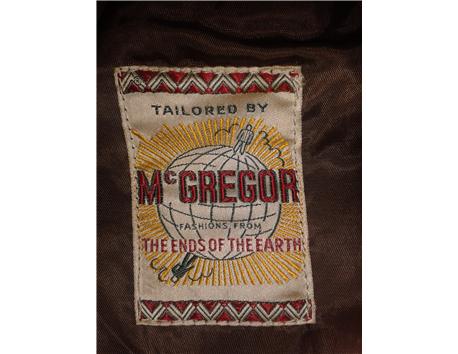 TAILORED BY
McGREGOR
FASHIONS FROM
THE ENDS OF THE EARTH